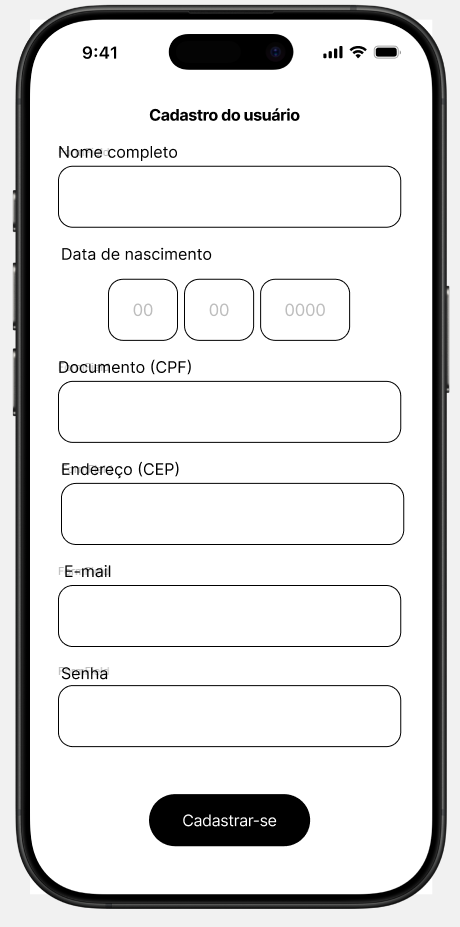 9:41
Cadastro do usuário
Nome completo
Data de nascimento
00 00 0000
Documento (CPF)
Endereço (CEP)
E-mail
Senha
Cadastrar-se